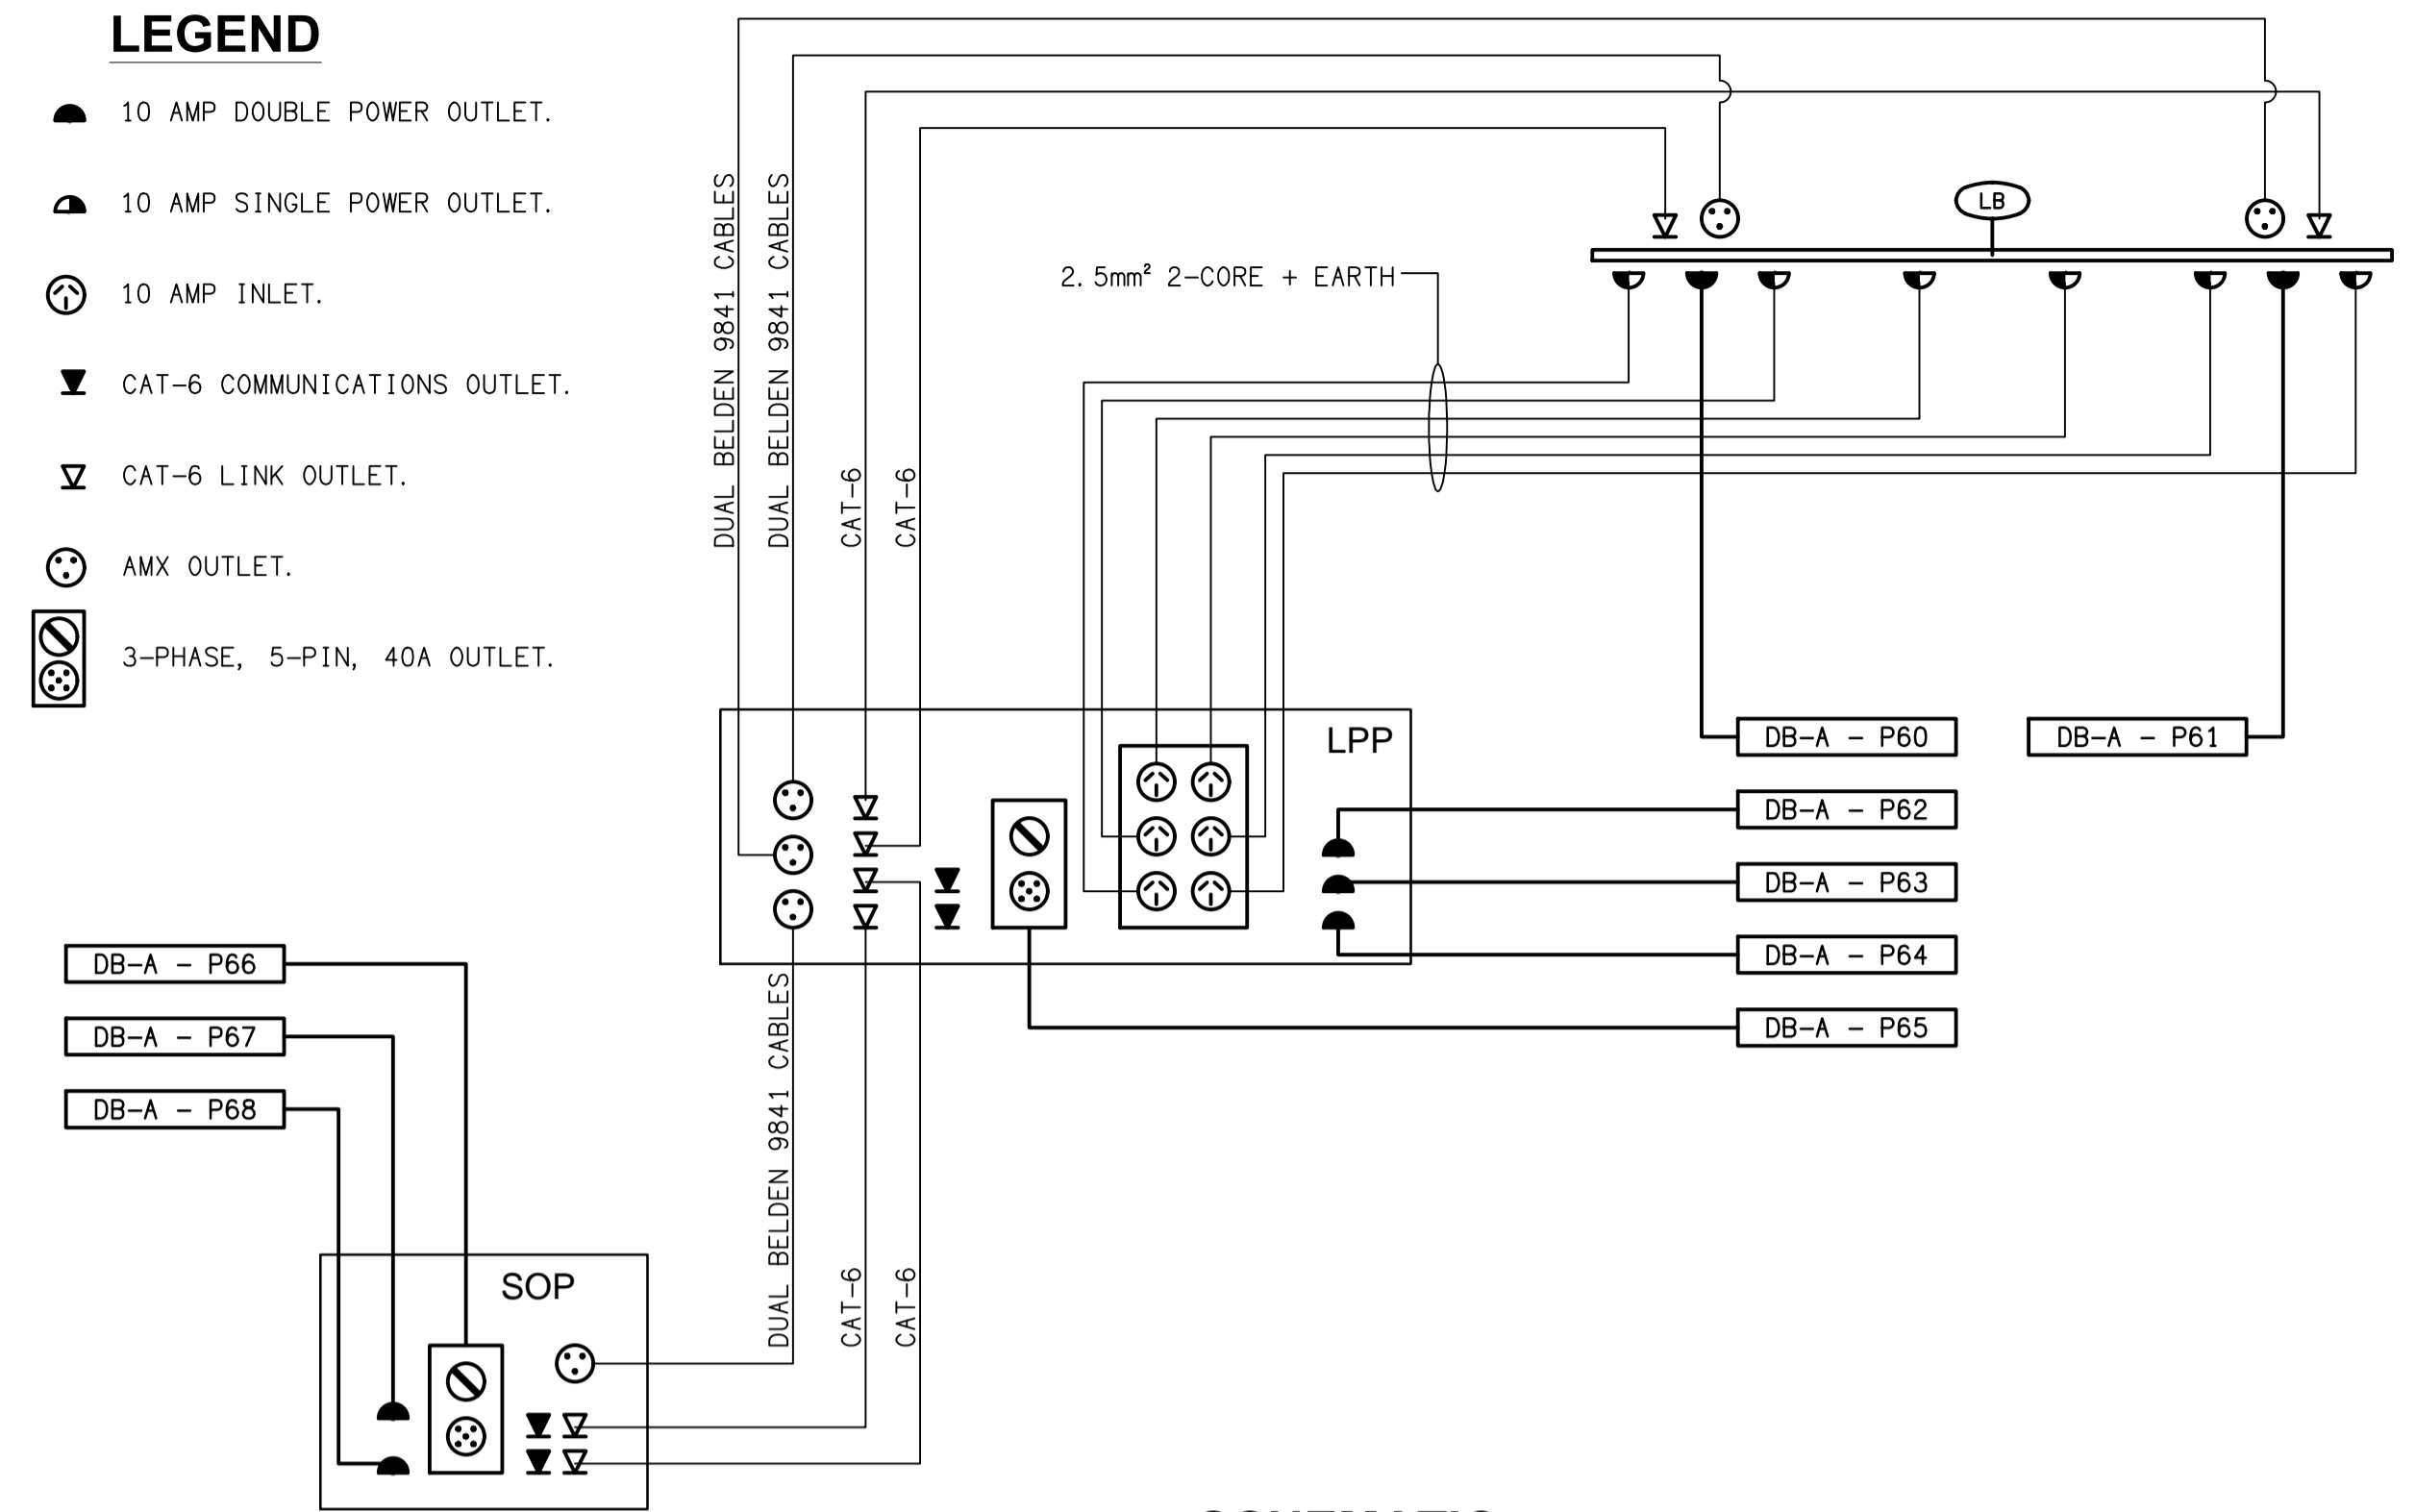 LEGEND
10 AMP DOUBLE POWER OUTLET.
10 AMP SINGLE POWER OUTLET.
10 AMP INLET.
CAT-6 COMMUNICATIONS OUTLET.
CAT-6 LINK OUTLET.
AMX OUTLET.
3-PHASE, 5-PIN, 40A OUTLET.
DUAL BELDEN 9841 CABLES
DUAL BELDEN 9841 CABLES
CAT-6
CAT-6
LB
2.5mm² 2-CORE + EARTH
LPP
DB-A - P60
DB-A - P61
DB-A - P62
DB-A - P63
DB-A - P64
DB-A - P65
DB-A - P66
DB-A - P67
DB-A - P68
DUAL BELDEN 9841 CABLES
CAT-6
CAT-6
SOP